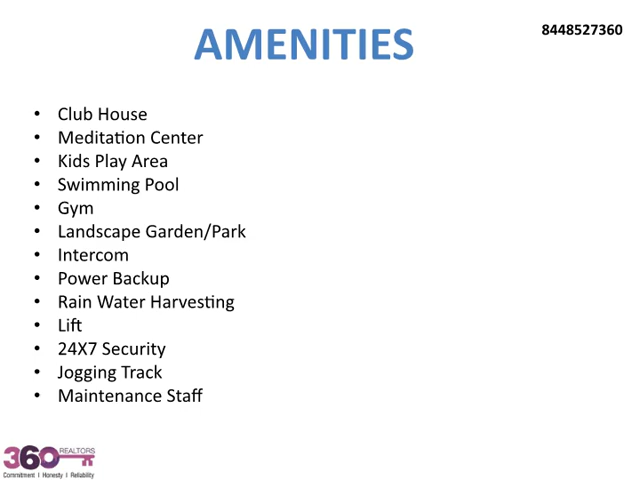 AMENITIES
8448527360
• Club House
• Meditation Center
• Kids Play Area
• Swimming Pool
• Gym
• Landscape Garden/Park
• Intercom
• Power Backup
• Rain Water Harvesting
• Lift
• 24X7 Security
• Jogging Track
• Maintenance Staff
360 REALTORS
Commitment I Honesty I Reliability